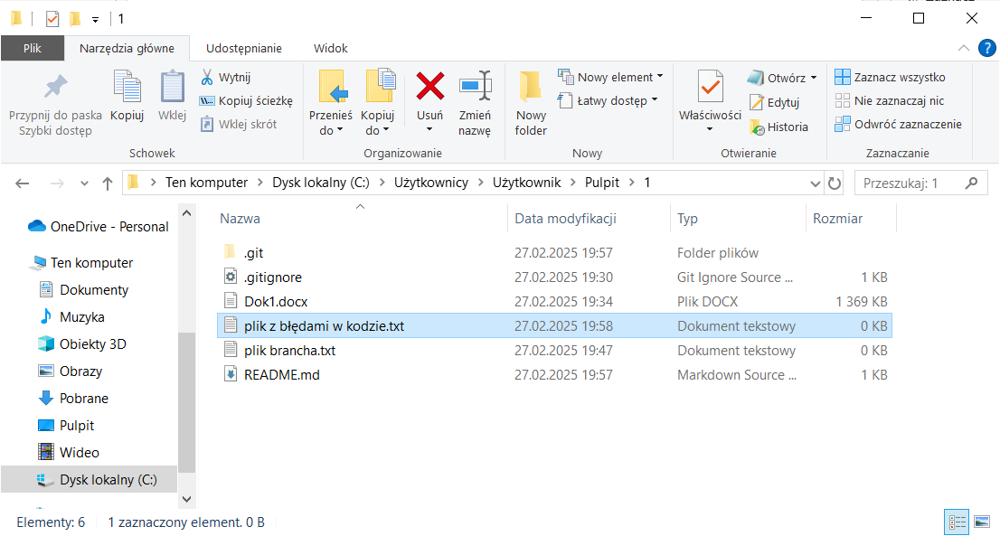 1
Plik Narzędzia główne Udostępnianie Widok
Przypnij do paska Szybki dostęp
Kopiuj
Wklej
Wytnij
Kopiuj ścieżkę
Wklej skrót
Schowek
Przenieś do
Kopiuj do
Usuń
Zmień nazwę
Organizowanie
Nowy folder
Nowy element
Łatwy dostęp
Nowy
Właściwości
Otwórz
Edytuj
Historia
Otwieranie
Zaznacz wszystko
Nie zaznaczaj nic
Odwróć zaznaczenie
Zaznaczanie
Ten komputer > Dysk lokalny (C:) > Użytkownicy > Użytkownik > Pulpit > 1
Przeszukaj: 1
OneDrive - Personal
Ten komputer
Dokumenty
Muzyka
Obiekty 3D
Obrazy
Pobrane
Pulpit
Wideo
Dysk lokalny (C:)
Nazwa Data modyfikacji Typ Rozmiar
.git 27.02.2025 19:57 Folder plików
.gitignore 27.02.2025 19:30 Git Ignore Source ... 1 KB
Dok1.docx 27.02.2025 19:34 Plik DOCX 1 369 KB
plik z błędami w kodzie.txt 27.02.2025 19:58 Dokument tekstowy 0 KB
plik brancha.txt 27.02.2025 19:47 Dokument tekstowy 0 KB
README.md 27.02.2025 19:57 Markdown Source ... 1 KB
Elementy: 6 1 zaznaczony element. 0 B